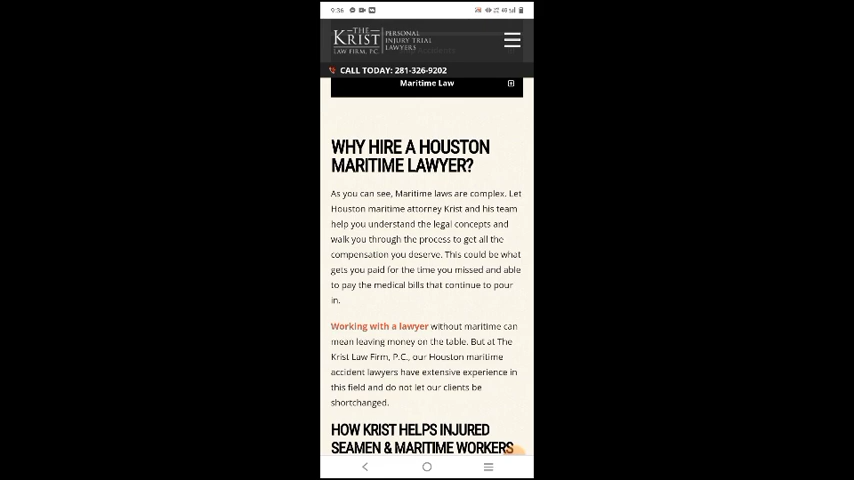 9:36
THE
KRIST
LAW FIRM, P.C.
PERSONAL
INJURY TRIAL
LAWYERS
CALL TODAY: 281-326-9202
Maritime Law
WHY HIRE A HOUSTON
MARITIME LAWYER?
As you can see, Maritime laws are complex. Let
Houston maritime attorney Krist and his team
help you understand the legal concepts and
walk you through the process to get all the
compensation you deserve. This could be what
gets you paid for the time you missed and able
to pay the medical bills that continue to pour
in.
Working with a lawyer without maritime can
mean leaving money on the table. But at The
Krist Law Firm, P.C., our Houston maritime
accident lawyers have extensive experience in
this field and do not let our clients be
shortchanged.
HOW KRIST HELPS INJURED
SEAMEN & MARITIME WORKERS